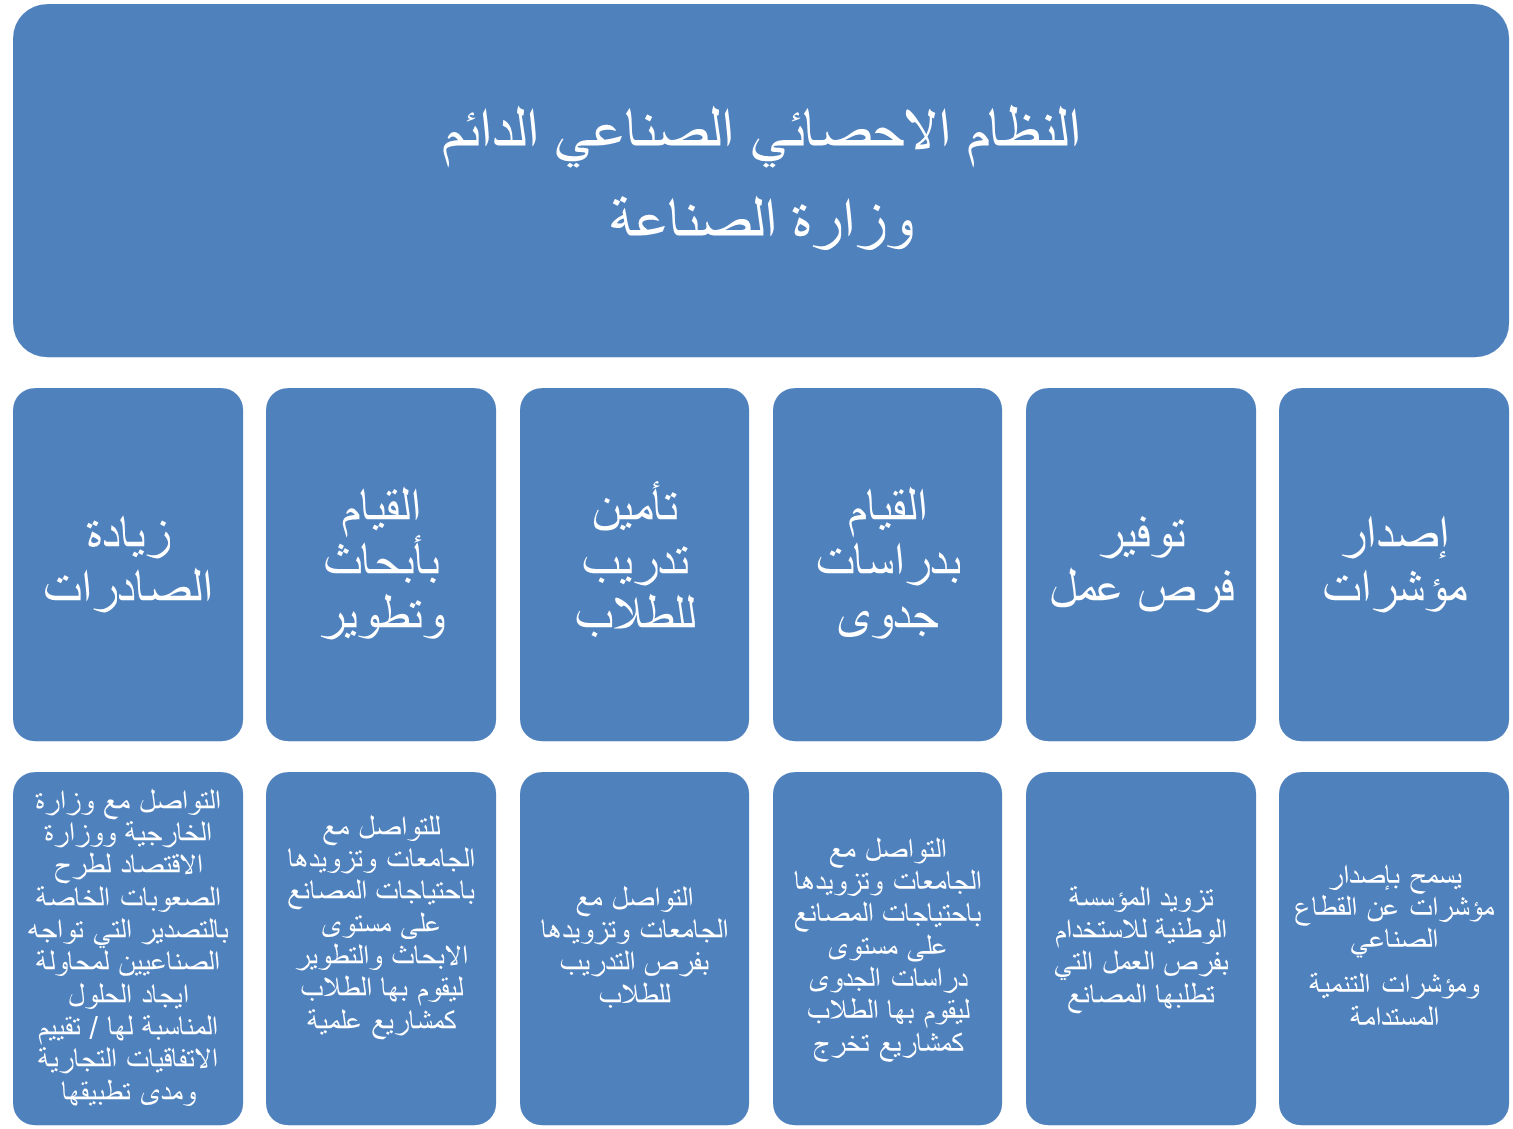 النظام الاحصائي الصناعي الدائم
وزارة الصناعة
إصدار
مؤشرات
توفير
فرص عمل
القيام
بدراسات
جدوى
تأمين
تدريب
للطلاب
القيام
بأبحاث
وتطوير
زيادة
الصادرات
يسمح بإصدار
مؤشرات عن القطاع
الصناعي
ومؤشرات التنمية
المستدامة
تزويد المؤسسة
الوطنية للاستخدام
بفرص العمل التي
تطلبها المصانع
التواصل مع
الجامعات وتزويدها
باحتياجات المصانع
على مستوى
دراسات الجدوى
ليقوم بها الطلاب
كمشاريع تخرج
التواصل مع
الجامعات وتزويدها
بفرص التدريب
للطلاب
للتواصل مع
الجامعات وتزويدها
باحتياجات المصانع
على مستوى
الابحاث والتطوير
ليقوم بها الطلاب
كمشاريع علمية
التواصل مع وزارة
الخارجية ووزارة
الاقتصاد لطرح
الصعوبات الخاصة
بالتصدير التي تواجه
الصناعيين لمحاولة
ايجاد الحلول
المناسبة لها / تقييم
الاتفاقيات التجارية
ومدى تطبيقها